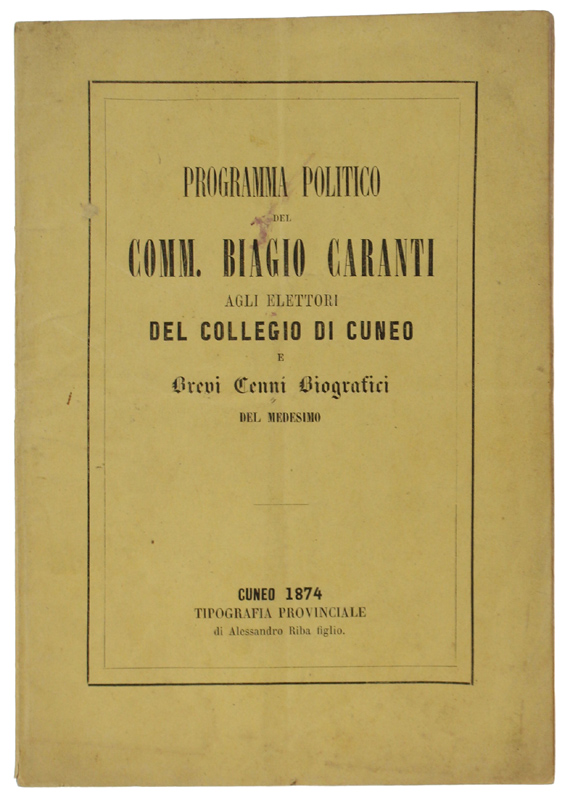 PROGRAMMA POLITICO
DEL
COMM. BIAGIO CARANTI
AGLI ELETTORI
DEL COLLEGIO DI CUNEO
E
Brevi Cenni Biografici
DEL MEDESIMO
CUNEO 1874
TIPOGRAFIA PROVINCIALE
di Alessandro Riba figlio.